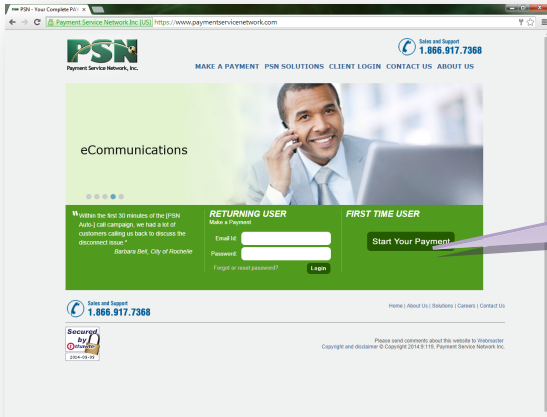 PSN - Your Complete PAY
Payment Service Network Inc [US] https://www.paymentservicenetwork.com
PSN
Payment Service Network, Inc.
Sales and Support
1.866.917.7368
MAKE A PAYMENT PSN SOLUTIONS CLIENT LOGIN CONTACT US ABOUT US
eCommunications
"Within the first 30 minutes of the [PSN
Auto-] call campaign, we had a lot of
customers calling us back to discuss the
disconnect issue."
Barbara Bell, City of Rochelle
RETURNING USER
Make a Payment
Email Id:
Password:
Forgot or reset password?
Login
FIRST TIME USER
Start Your Payment
Sales and Support
1.866.917.7368
Home | About Us | Solutions | Careers | Contact Us
Secured
by
thawte
2014-05-05
Please send comments about this website to Webmaster
Copyright and disclaimer © Copyright 2014.9.119, Payment Service Network Inc.